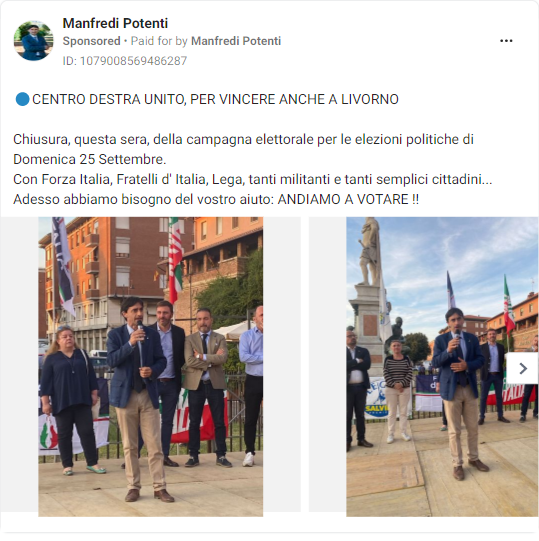 Manfredi Potenti
Sponsored • Paid for by Manfredi Potenti
ID: 1079008569486287
🔵CENTRO DESTRA UNITO, PER VINCERE ANCHE A LIVORNO
Chiusura, questa sera, della campagna elettorale per le elezioni politiche di
Domenica 25 Settembre.
Con Forza Italia, Fratelli d' Italia, Lega, tanti militanti e tanti semplici cittadini...
Adesso abbiamo bisogno del vostro aiuto: ANDIAMO A VOTARE !!
SALVINI